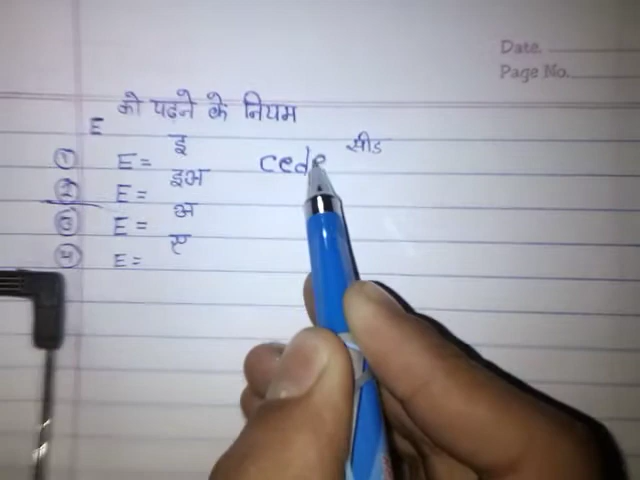 Date.
Page No.
E को पढ़ने के नियम
① E = इ cede सीड
② E = इअ
③ E = अ
④ E = ए